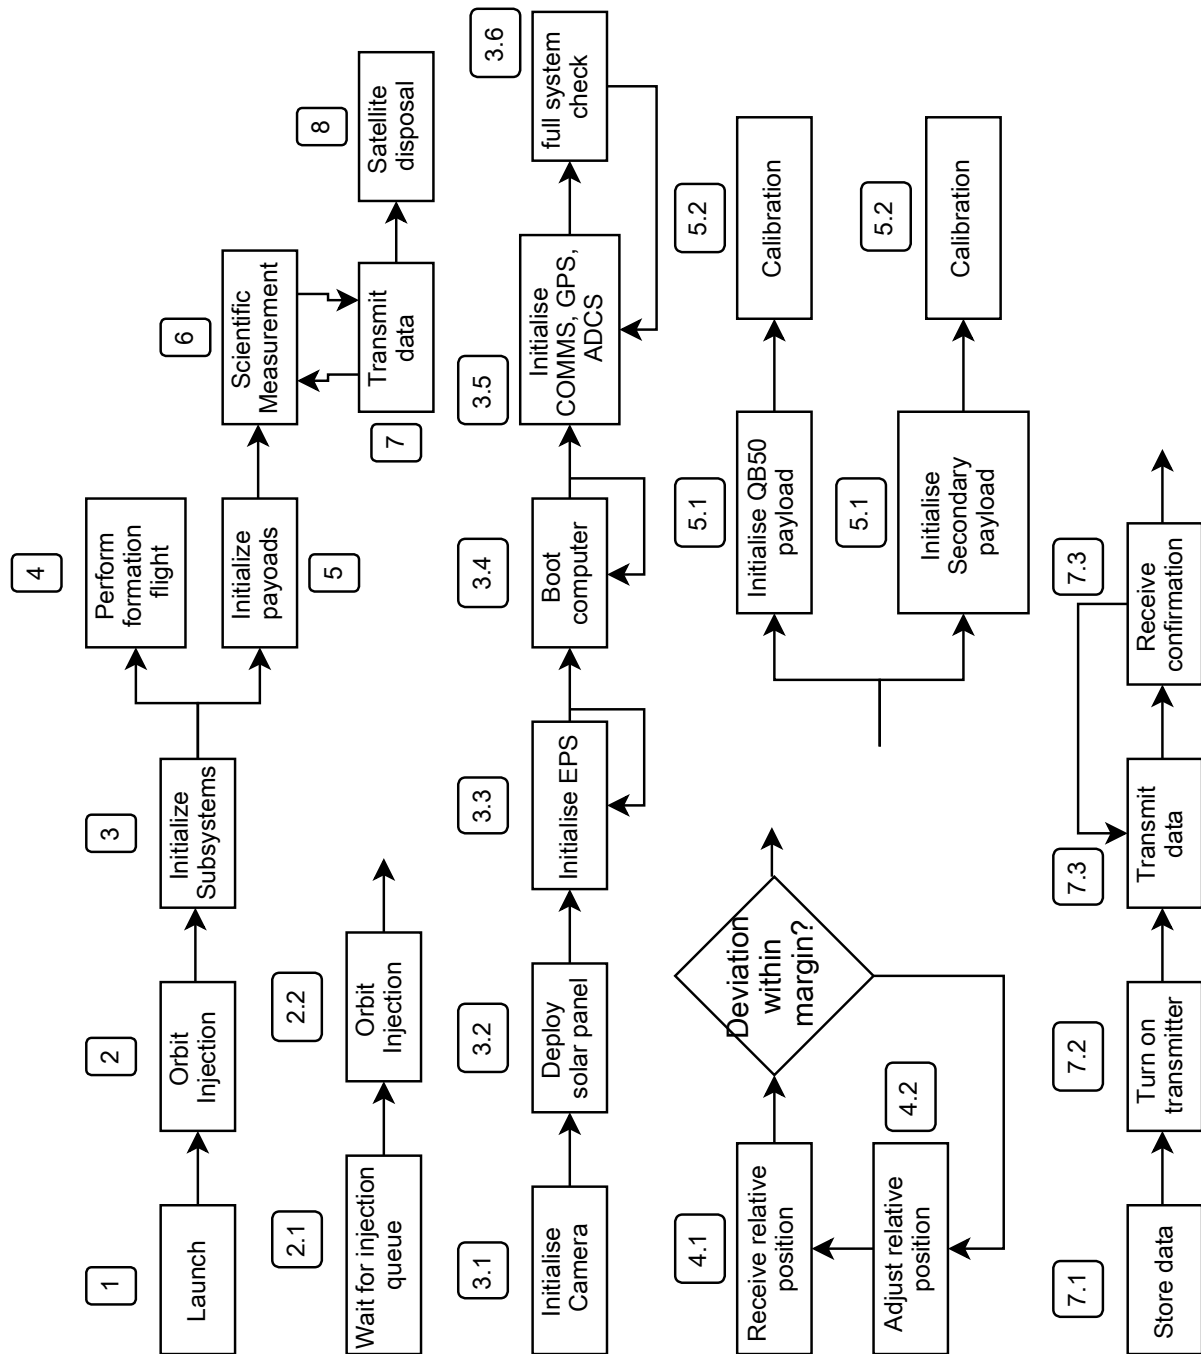 1
Launch
2
Orbit
Injection
3
Initialize
Subsystems
4
Perform
formation
flight
5
Initialize
payoads
6
Scientific
Measurement
7
Transmit
data
8
Satellite
disposal
2.1
Wait for injection
queue
2.2
Orbit
Injection
3.1
Initialise
Camera
3.2
Deploy
solar panel
3.3
Initialise EPS
3.4
Boot
computer
3.5
Initialise
COMMS, GPS,
ADCS
3.6
full system
check
4.1
Receive relative
position
4.2
Adjust relative
position
Deviation
within
margin?
5.1
Initialise QB50
payload
5.2
Calibration
5.1
Initialise
Secondary
payload
5.2
Calibration
7.1
Store data
7.2
Turn on
transmitter
7.3
Transmit
data
7.3
Receive
confirmation